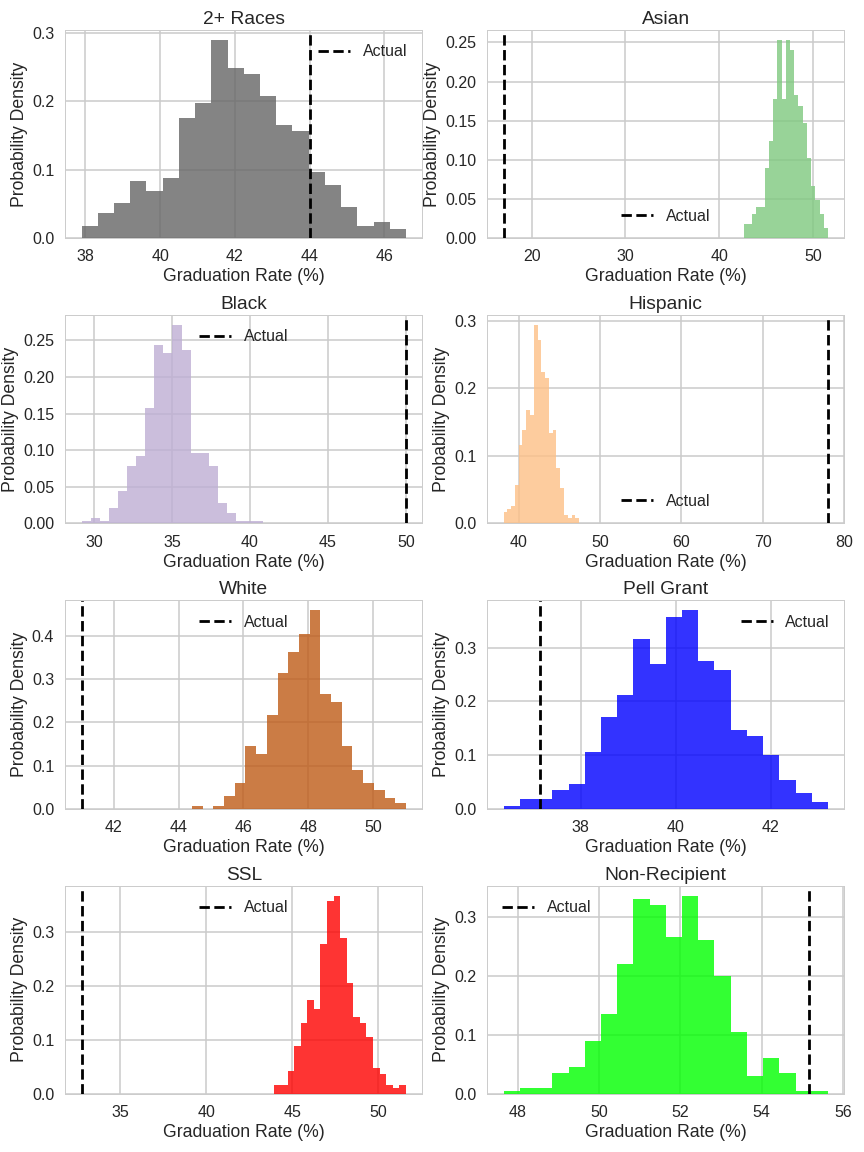 2+ Races
Probability Density
0.3
0.2
0.1
0.0
Actual
38 40 42 44 46
Graduation Rate (%)
Asian
Probability Density
0.25
0.20
0.15
0.10
0.05
0.00
Actual
20 30 40 50
Graduation Rate (%)
Black
Probability Density
0.25
0.20
0.15
0.10
0.05
0.00
Actual
30 35 40 45 50
Graduation Rate (%)
Hispanic
Probability Density
0.3
0.2
0.1
0.0
Actual
40 50 60 70 80
Graduation Rate (%)
White
Probability Density
0.4
0.3
0.2
0.1
0.0
Actual
42 44 46 48 50
Graduation Rate (%)
Pell Grant
Probability Density
0.3
0.2
0.1
0.0
Actual
38 40 42
Graduation Rate (%)
SSL
Probability Density
0.3
0.2
0.1
0.0
Actual
35 40 45 50
Graduation Rate (%)
Non-Recipient
Probability Density
0.3
0.2
0.1
0.0
Actual
48 50 52 54 56
Graduation Rate (%)